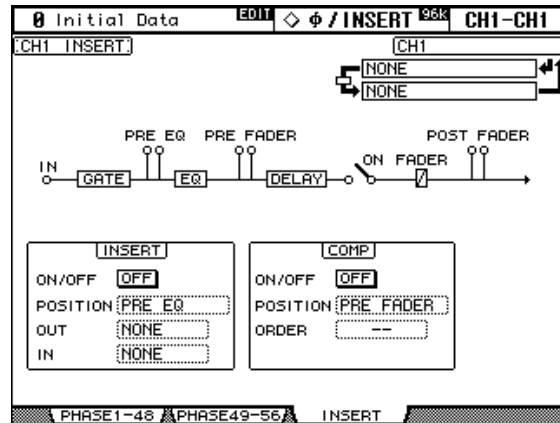 0 Initial Data EDIT ◇ φ/INSERT 96k CH1-CH1
CH1 INSERT CH1
NONE
NONE
PRE EQ PRE FADER POST FADER
IN GATE EQ DELAY ON FADER
INSERT
ON/OFF OFF
POSITION PRE EQ
OUT NONE
IN NONE
COMP
ON/OFF OFF
POSITION PRE FADER
ORDER --
PHASE1-48 PHASE49-56 INSERT